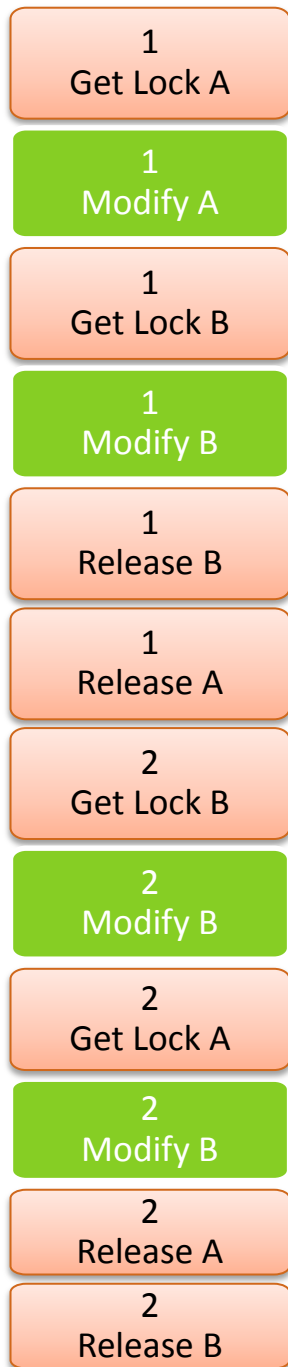 1
Get Lock A
1
Modify A
1
Get Lock B
1
Modify B
1
Release B
1
Release A
2
Get Lock B
2
Modify B
2
Get Lock A
2
Modify B
2
Release A
2
Release B